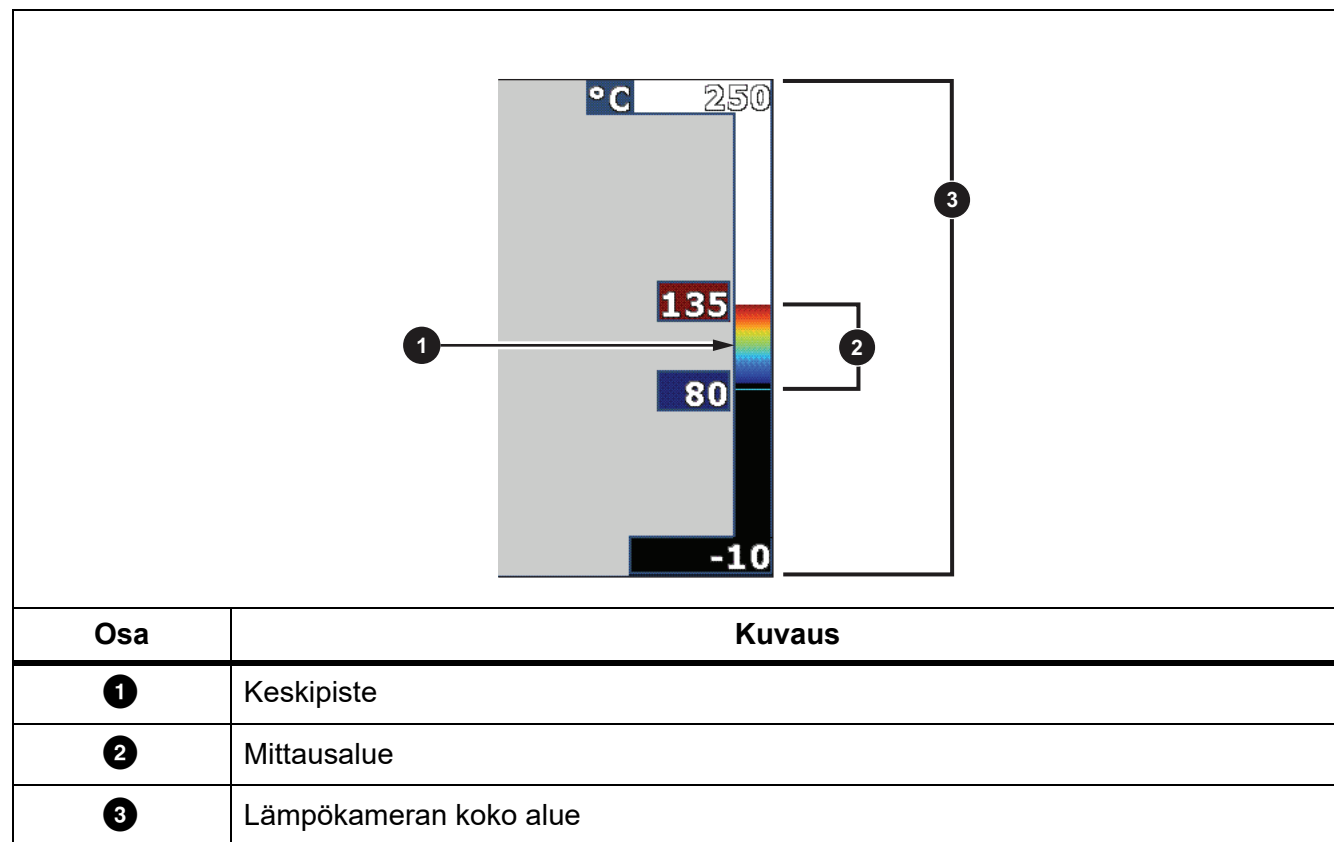 °C 250
3
135
1
2
80
-10
Osa Kuvaus
1 Keskipiste
2 Mittausalue
3 Lämpökameran koko alue